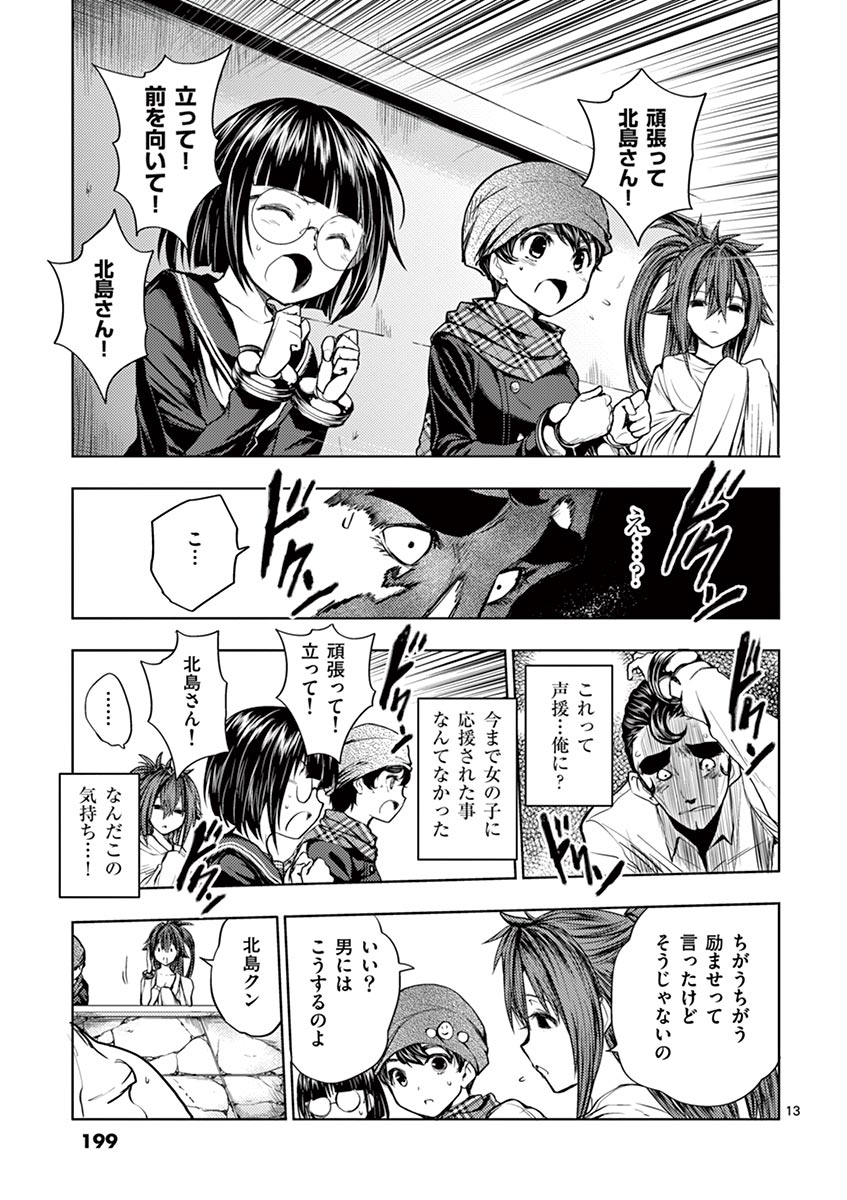 頑張って
北島さん！
立って！
前を向いて！
北島さん！
え…？
ドクン
ドクン
こ…
ドクン
これって
声援…俺に？
ドクン
今まで女の子に
応援された事
なんてなかった
頑張って！
立って！
北島さん！
ドクン
……
なんだこの
気持ち…！
ちがうちがう
励ませって
言ったけど
そうじゃないの
いい？
男には
こうするのよ
北島クン
13
199